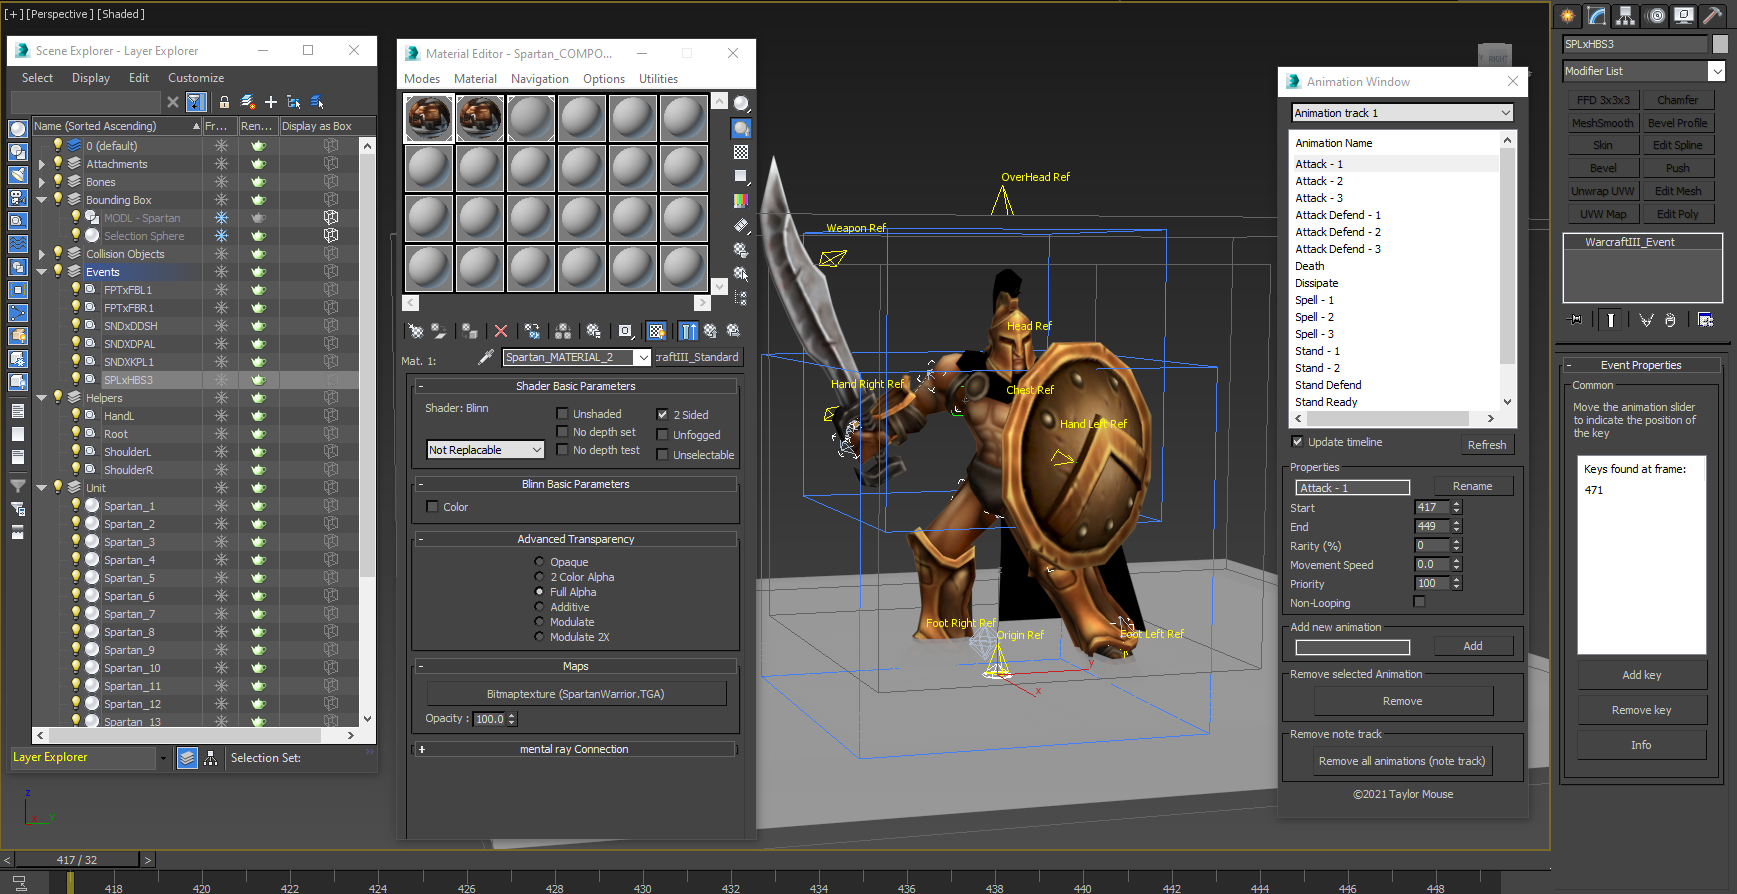 [+] [Perspective ] [Shaded ]
Scene Explorer - Layer Explorer
Select Display Edit Customize
Name (Sorted Ascending) Fr... Ren... Display as Box
0 (default)
Attachments
Bones
Bounding Box
MODL - Spartan
Selection Sphere
Collision Objects
Events
FPTxFBL1
FPTxFBR1
SNDxDDSH
SNDXDPAL
SNDXKPL1
SPLxHBS3
Helpers
HandL
Root
ShoulderL
ShoulderR
Unit
Spartan_1
Spartan_2
Spartan_3
Spartan_4
Spartan_5
Spartan_6
Spartan_7
Spartan_8
Spartan_9
Spartan_10
Spartan_11
Spartan_12
Spartan_13
Layer Explorer
Selection Set:
z
x
Y
Material Editor - Spartan_COMPO...
Modes Material Navigation Options Utilities
Mat. 1:
Spartan_MATERIAL_2
:raftIII_Standard
- Shader Basic Parameters
Shader: Blinn
Unshaded
2 Sided
No depth set
Unfogged
Not Replacable
No depth test
Unselectable
- Blinn Basic Parameters
Color
- Advanced Transparency
Opaque
2 Color Alpha
Full Alpha
Additive
Modulate
Modulate 2X
- Maps
Bitmaptexture (SpartanWarrior.TGA)
Opacity : 100.0
+ mental ray Connection
OverHead Ref
Weapon Ref
Head Ref
Hand Right Ref
Chest Ref
Hand Left Ref
Foot Right Ref
Origin Ref
Foot Left Ref
y
x
RIGHT
Animation Window
Animation track 1
Animation Name
Attack - 1
Attack - 2
Attack - 3
Attack Defend - 1
Attack Defend - 2
Attack Defend - 3
Death
Dissipate
Spell - 1
Spell - 2
Spell - 3
Stand - 1
Stand - 2
Stand Defend
Stand Ready
Update timeline
Refresh
Properties
Attack - 1
Rename
Start 417
End 449
Rarity (%) 0
Movement Speed 0.0
Priority 100
Non-Looping
Add new animation
Add
Remove selected Animation
Remove
Remove note track
Remove all animations (note track)
©2021 Taylor Mouse
SPLxHBS3
Modifier List
FFD 3x3x3 Chamfer
MeshSmooth Bevel Profile
Skin Edit Spline
Bevel Push
Unwrap UVW Edit Mesh
UVW Map Edit Poly
WarcraftIII_Event
- Event Properties
Common
Move the animation slider
to indicate the position of
the key
Keys found at frame:
471
Add key
Remove key
Info
< 417 / 32 >
418 420 422 424 426 428 430 432 434 436 438 440 442 444 446 448